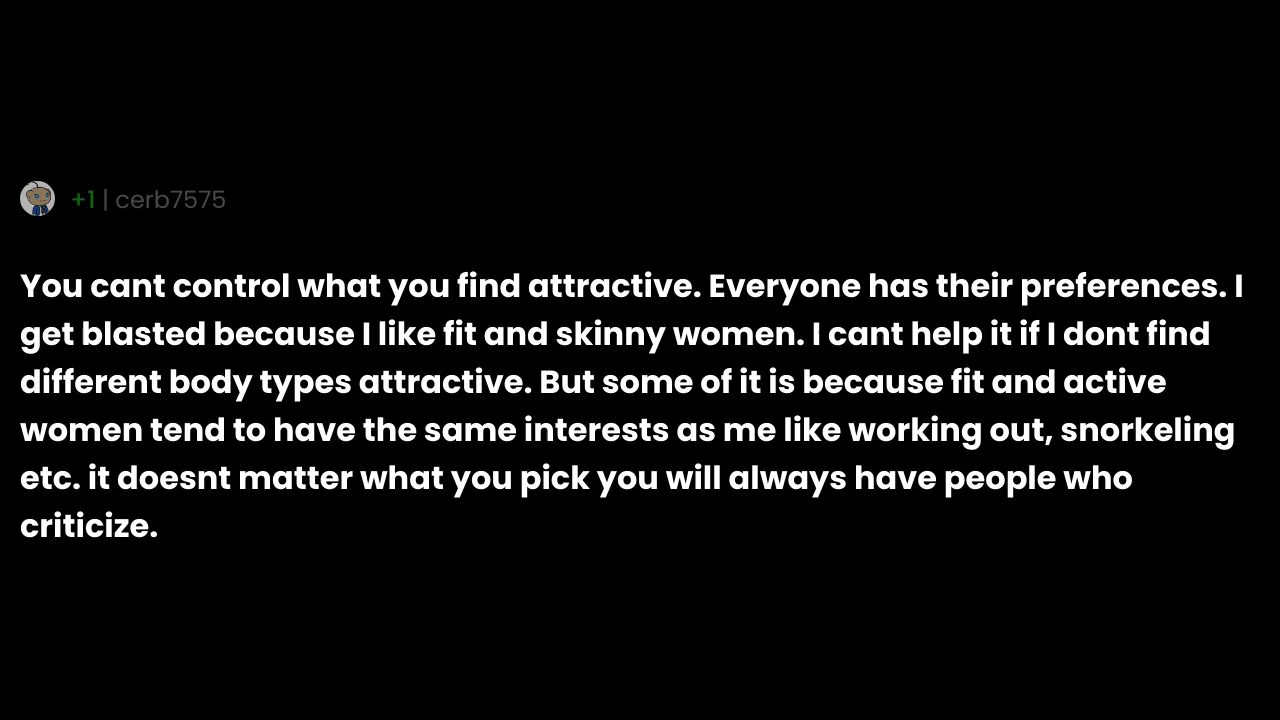 +1 | cerb7575
You cant control what you find attractive. Everyone has their preferences. I
get blasted because I like fit and skinny women. I cant help it if I dont find
different body types attractive. But some of it is because fit and active
women tend to have the same interests as me like working out, snorkeling
etc. it doesnt matter what you pick you will always have people who
criticize.